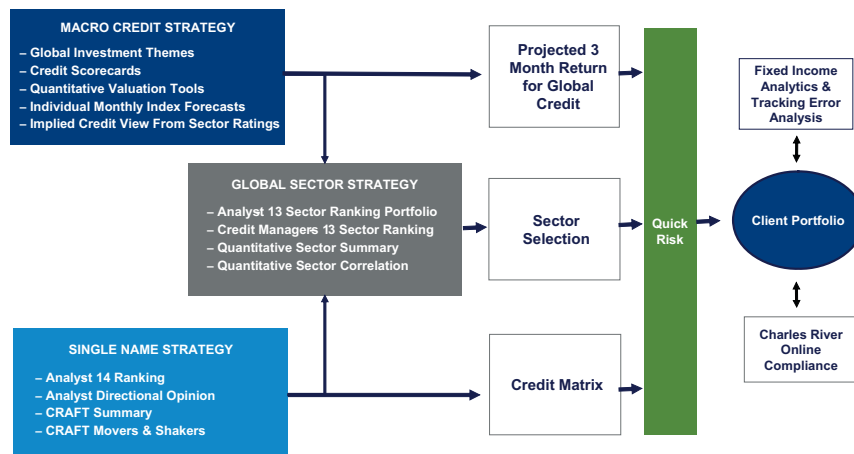 MACRO CREDIT STRATEGY
– Global Investment Themes
– Credit Scorecards
– Quantitative Valuation Tools
– Individual Monthly Index Forecasts
– Implied Credit View From Sector Ratings
GLOBAL SECTOR STRATEGY
– Analyst 13 Sector Ranking Portfolio
– Credit Managers 13 Sector Ranking
– Quantitative Sector Summary
– Quantitative Sector Correlation
SINGLE NAME STRATEGY
– Analyst 14 Ranking
– Analyst Directional Opinion
– CRAFT Summary
– CRAFT Movers & Shakers
Projected 3
Month Return
for Global
Credit
Sector
Selection
Credit Matrix
Quick
Risk
Fixed Income
Analytics &
Tracking Error
Analysis
Client Portfolio
Charles River
Online
Compliance